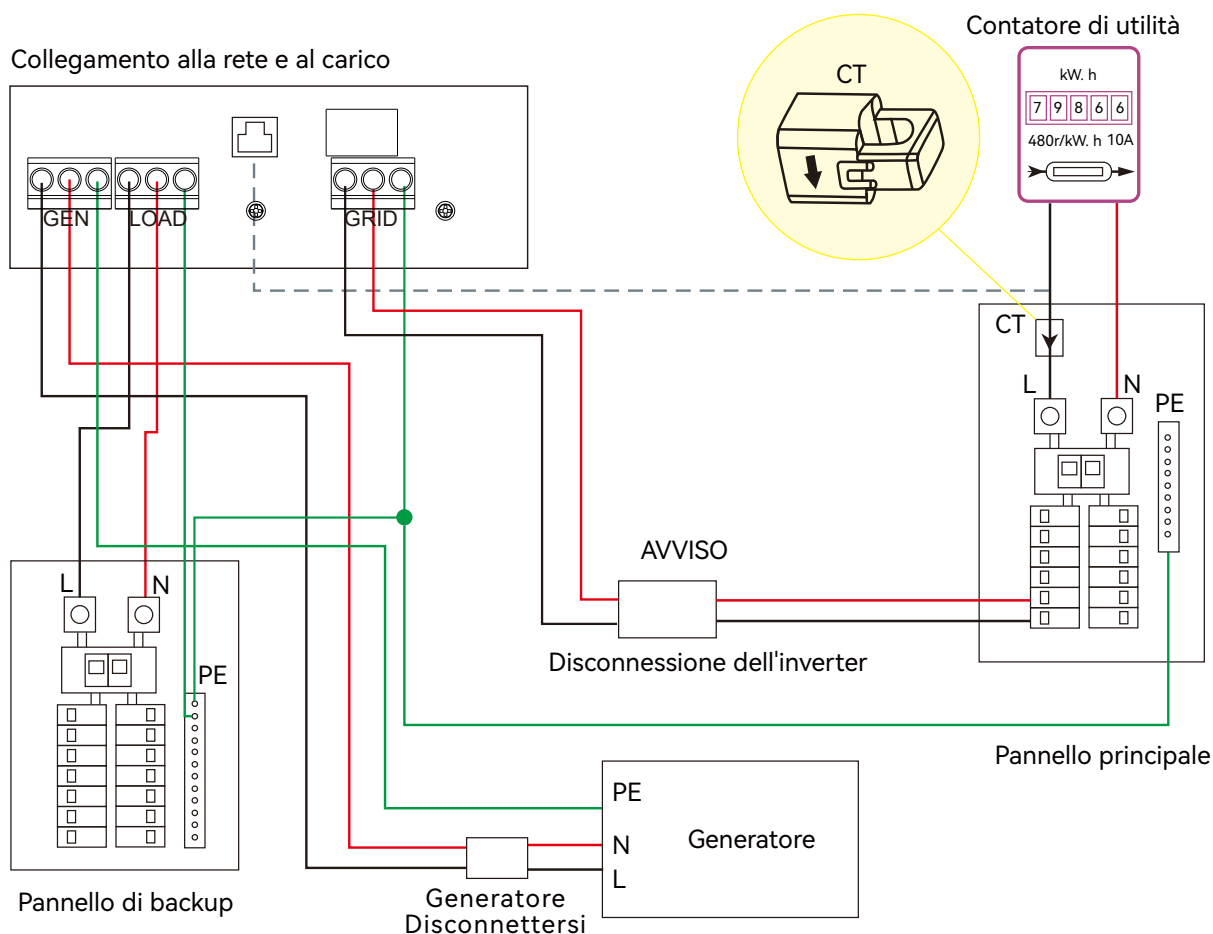 Contatore di utilità
Collegamento alla rete e al carico
CT
kW. h
7 9 8 6 6
480r/kW. h 10A
GEN LOAD GRID
CT
L N
PE
AVVISO
L N
Disconnessione dell'inverter
PE
Pannello principale
PE
Generatore
N
L
Pannello di backup
Generatore
Disconnettersi